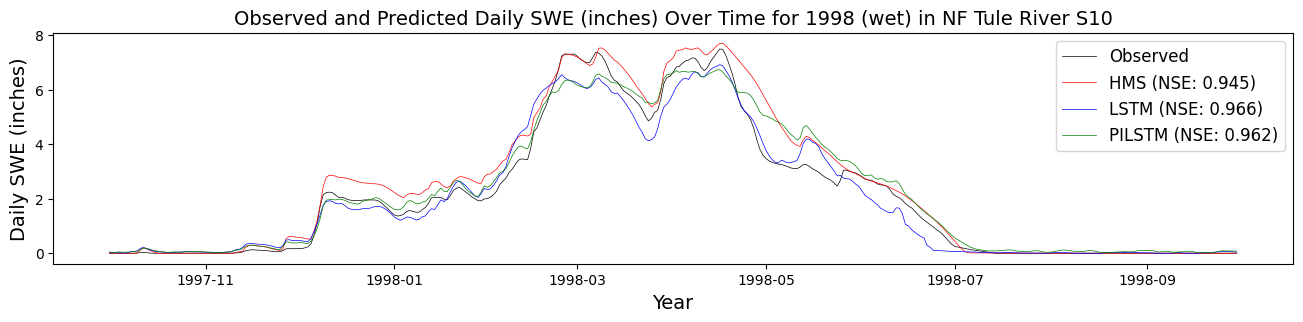 Observed and Predicted Daily SWE (inches) Over Time for 1998 (wet) in NF Tule River S10
Daily SWE (inches)
8
6
4
2
0
Observed
HMS (NSE: 0.945)
LSTM (NSE: 0.966)
PILSTM (NSE: 0.962)
1997-11
1998-01
1998-03
1998-05
1998-07
1998-09
Year